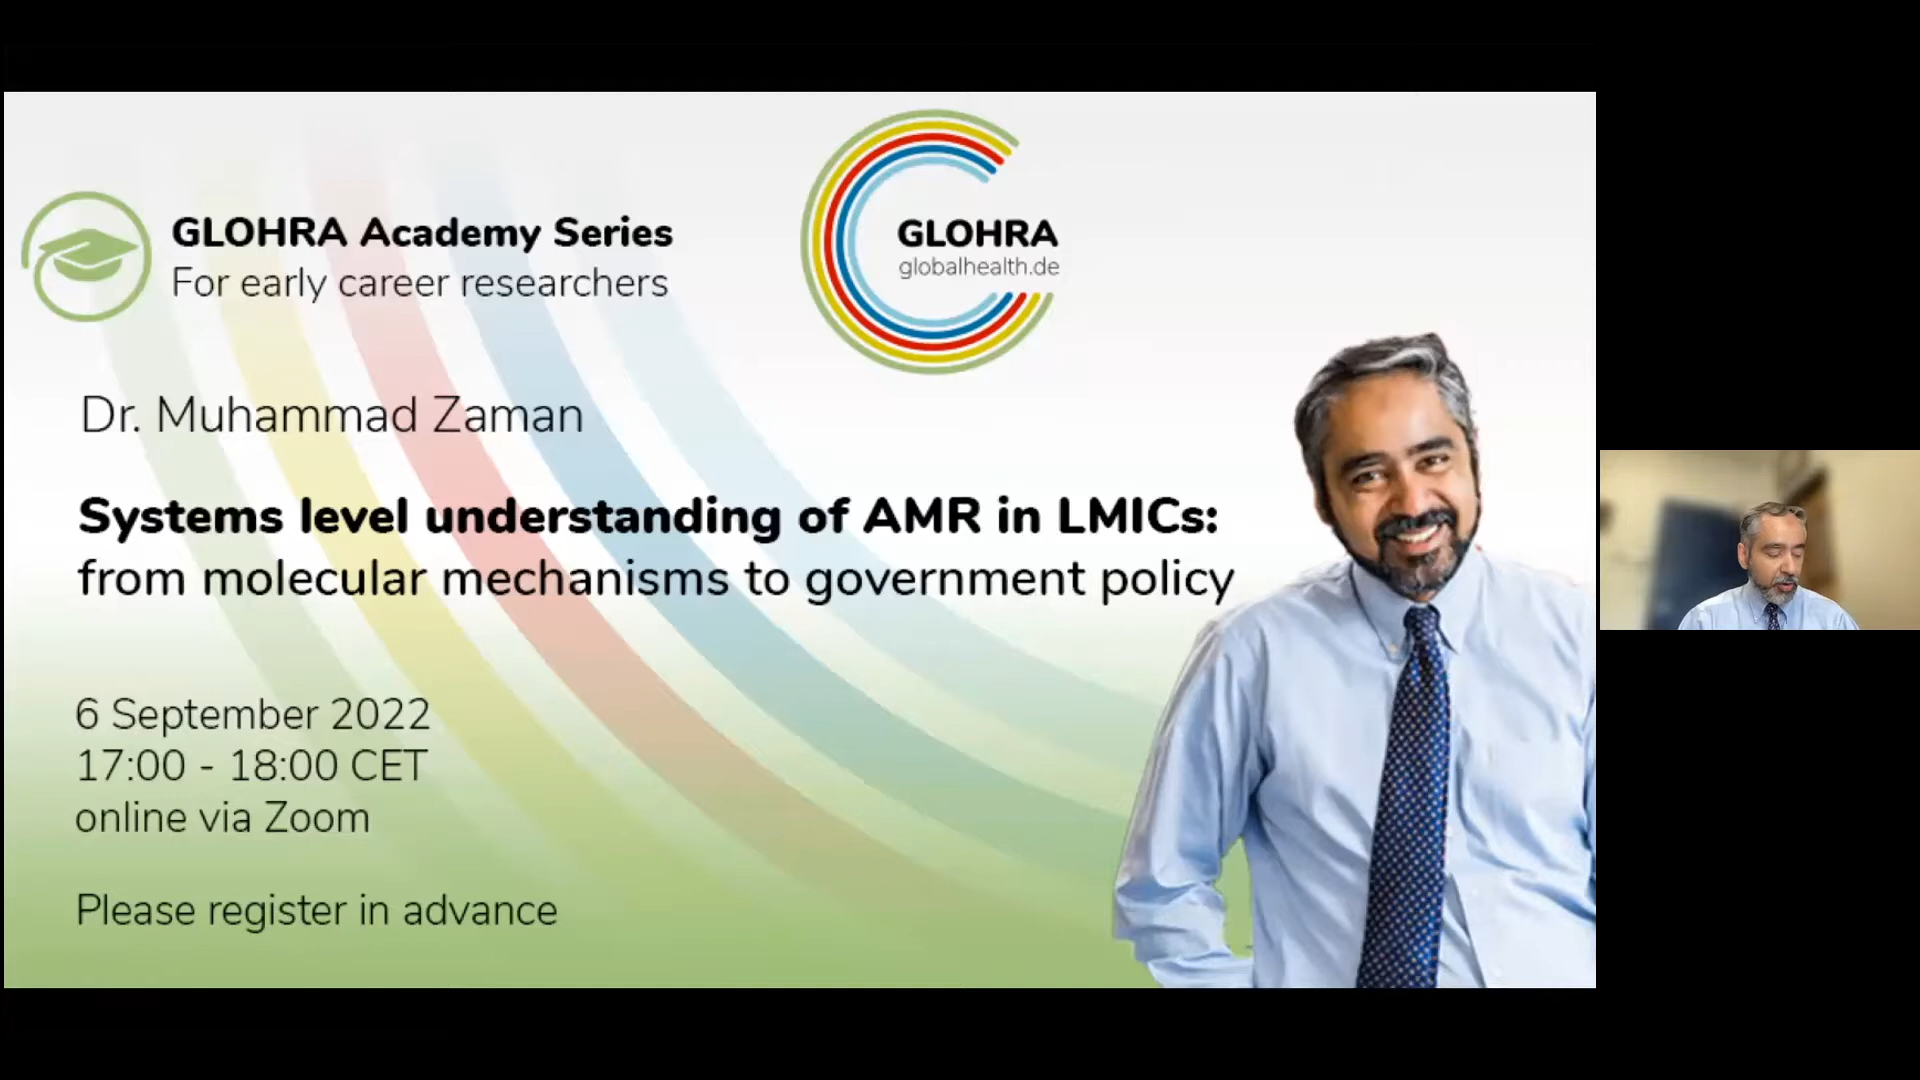 GLOHRA Academy Series
For early career researchers
GLOHRA
globalhealth.de
Dr. Muhammad Zaman
Systems level understanding of AMR in LMICs:
from molecular mechanisms to government policy
6 September 2022
17:00 - 18:00 CET
online via Zoom
Please register in advance